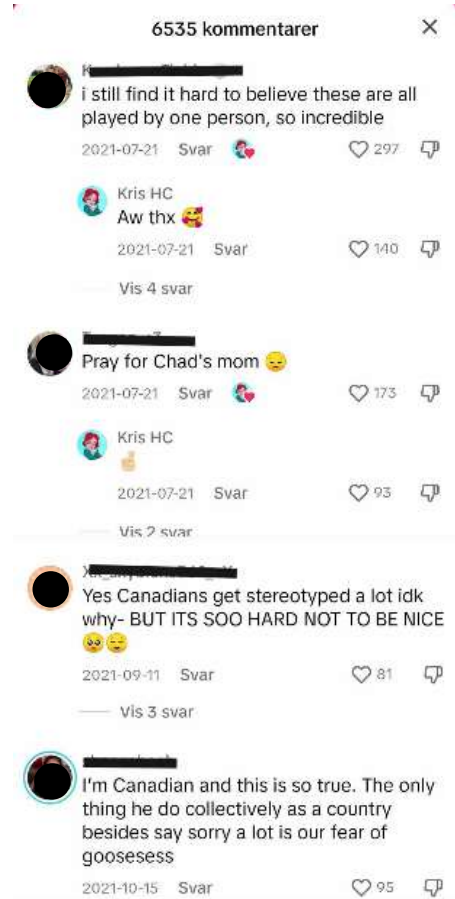 6535 kommentarer
i still find it hard to believe these are all
played by one person, so incredible
2021-07-21 Svar 297
Kris HC
Aw thx 🥰
2021-07-21 Svar 140
Vis 4 svar
Pray for Chad's mom 😔
2021-07-21 Svar 173
Kris HC
🤞🏼
2021-07-21 Svar 93
Vis 2 svar
Yes Canadians get stereotyped a lot idk
why- BUT ITS SOO HARD NOT TO BE NICE
🥺😔
2021-09-11 Svar 81
Vis 3 svar
I'm Canadian and this is so true. The only
thing he do collectively as a country
besides say sorry a lot is our fear of
goosesess
2021-10-15 Svar 95